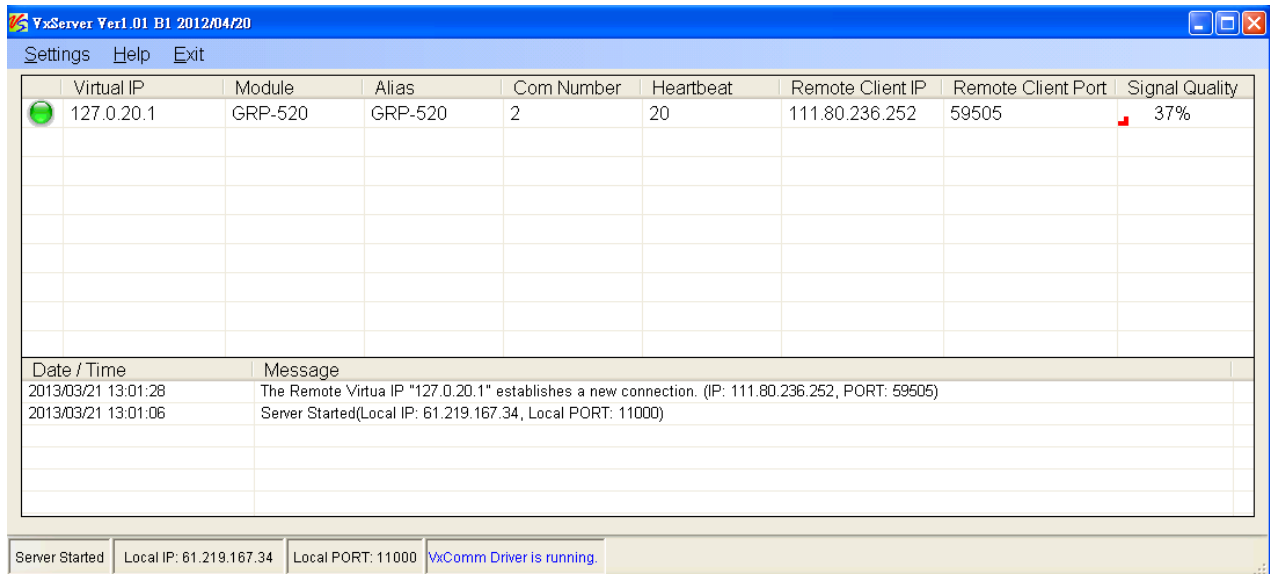 VxServer Ver1.01 B1 2012/04/20
Settings Help Exit
Virtual IP Module Alias Com Number Heartbeat Remote Client IP Remote Client Port Signal Quality
127.0.20.1 GRP-520 GRP-520 2 20 111.80.236.252 59505 37%
Date / Time Message
2013/03/21 13:01:28 The Remote Virtua IP "127.0.20.1" establishes a new connection. (IP: 111.80.236.252, PORT: 59505)
2013/03/21 13:01:06 Server Started(Local IP: 61.219.167.34, Local PORT: 11000)
Server Started Local IP: 61.219.167.34 Local PORT: 11000 VxComm Driver is running.